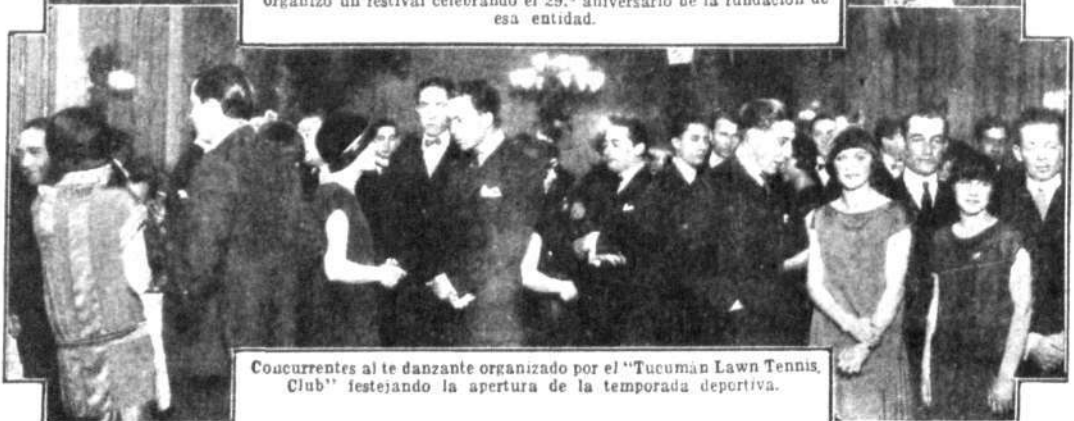 organizó un festival celebrando el 29.º aniversario de la fundación de
esa entidad.
Concurrentes al te danzante organizado por el "Tucumán Lawn Tennis,
Club" festejando la apertura de la temporada deportiva.